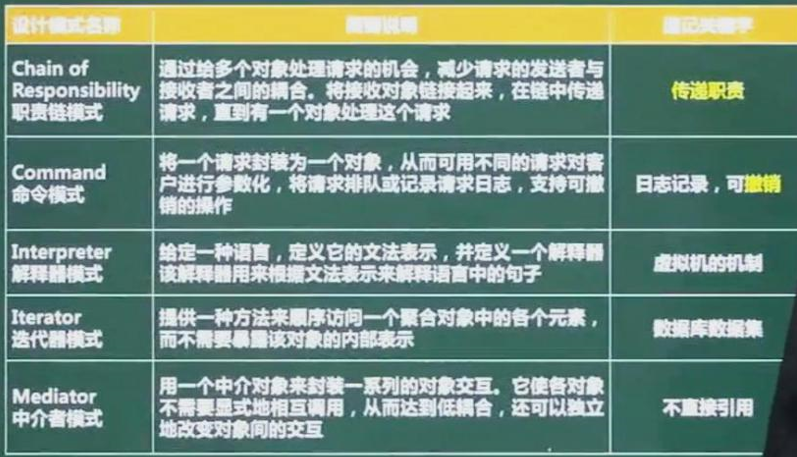 设计模式名称
简要说明
速记关键字
Chain of
Responsibility
职责链模式
通过给多个对象处理请求的机会，减少请求的发送者与
接收者之间的耦合。将接收对象链接起来，在链中传递
请求，直到有一个对象处理这个请求
传递职责
Command
命令模式
将一个请求封装为一个对象，从而可用不同的请求对客
户进行参数化，将请求排队或记录请求日志，支持可撤
销的操作
日志记录，可撤销
Interpreter
解释器模式
给定一种语言，定义它的文法表示，并定义一个解释器
该解释器用来根据文法表示来解释语言中的句子
虚拟机的机制
Iterator
迭代器模式
提供一种方法来顺序访问一个聚合对象中的各个元素，
而不需要暴露该对象的内部表示
数据库数据集
Mediator
中介者模式
用一个中介对象来封装一系列的对象交互。它使各对象
不需要显式地相互调用，从而达到低耦合，还可以独立
地改变对象间的交互
不直接引用